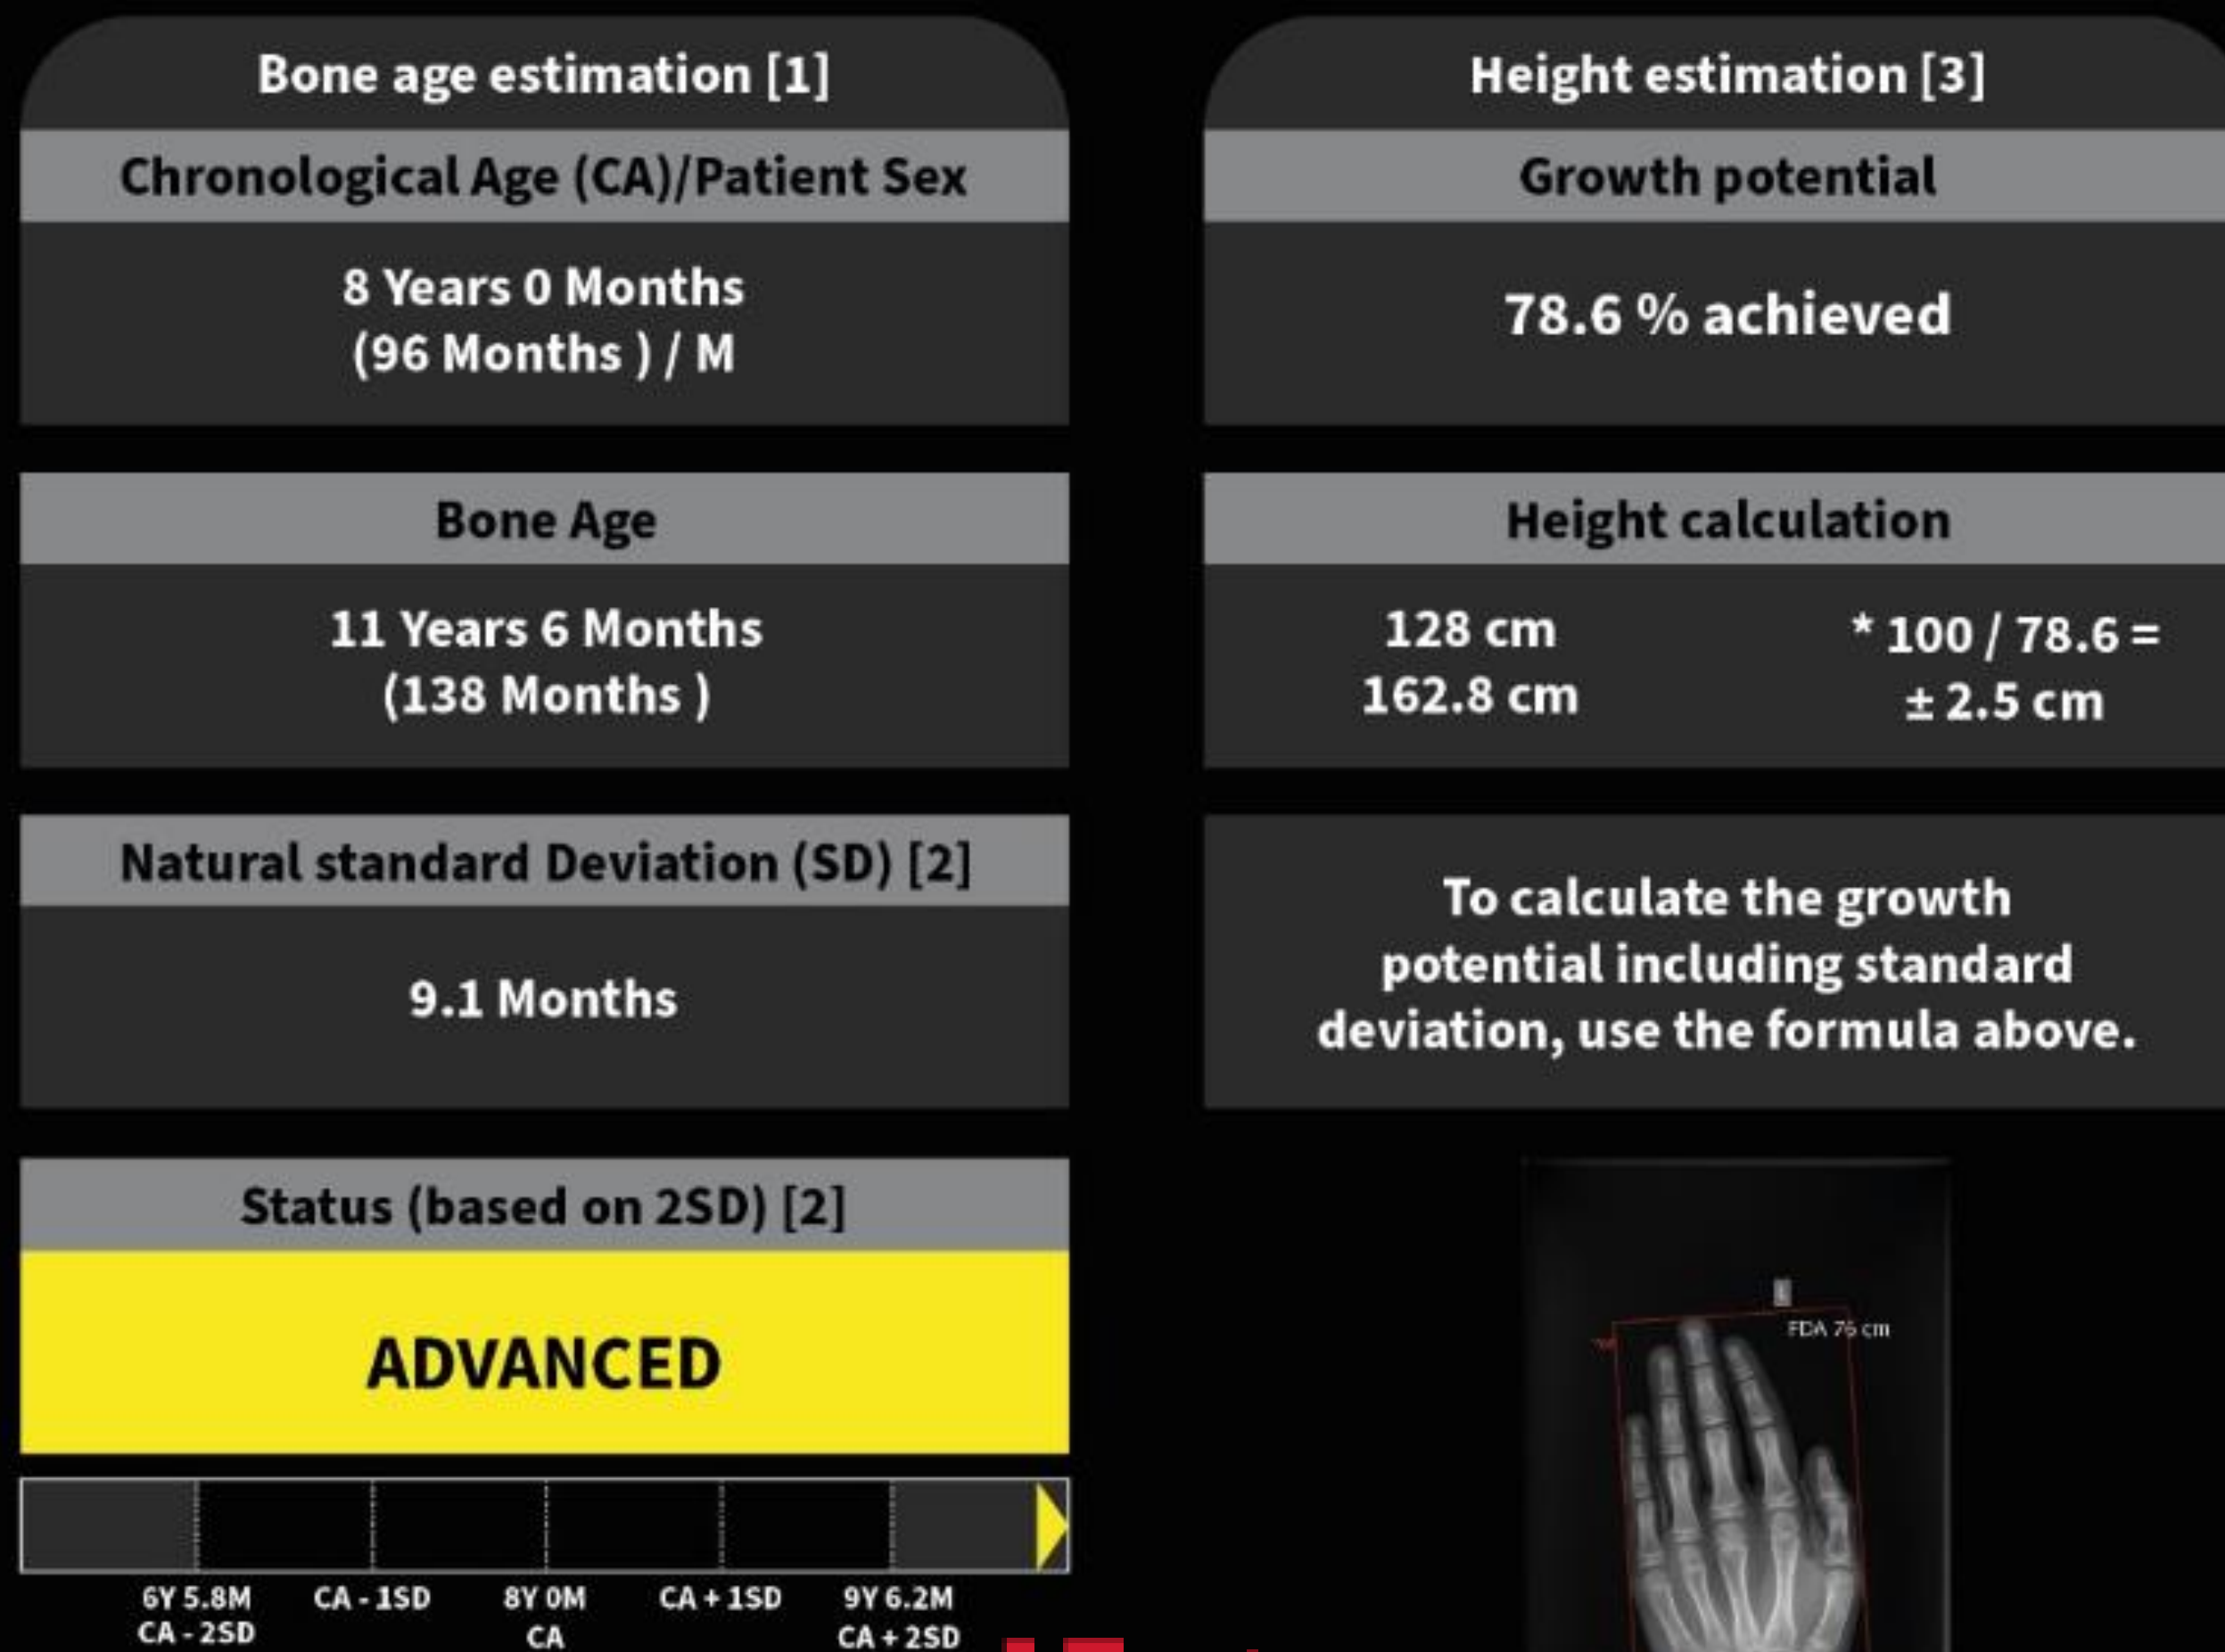 Bone age estimation [1]
Chronological Age (CA)/Patient Sex
8 Years 0 Months
(96 Months ) / M
Bone Age
11 Years 6 Months
(138 Months )
Natural standard Deviation (SD) [2]
9.1 Months
Status (based on 2SD) [2]
ADVANCED
6Y 5.8M
CA - 2SD
CA - 1SD
8Y 0M
CA
CA + 1SD
9Y 6.2M
CA + 2SD
Height estimation [3]
Growth potential
78.6 % achieved
Height calculation
128 cm * 100 / 78.6 =
162.8 cm ± 2.5 cm
To calculate the growth
potential including standard
deviation, use the formula above.
FDA 76 cm